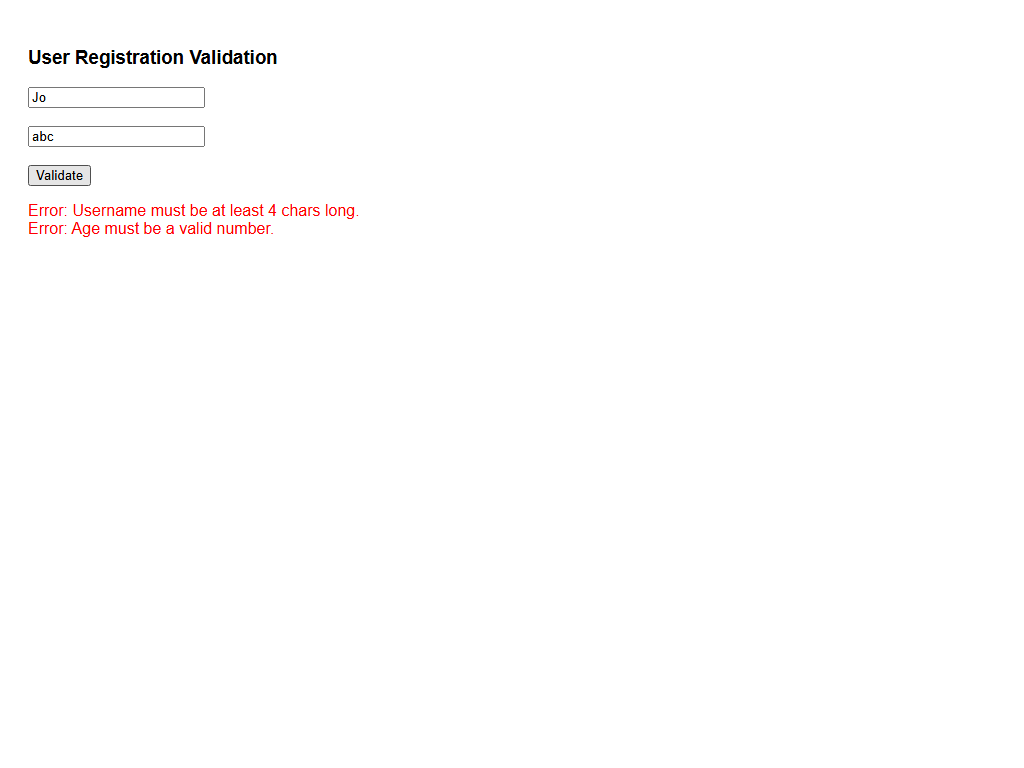 User Registration Validation
Jo
abc
Validate
Error: Username must be at least 4 chars long.
Error: Age must be a valid number.